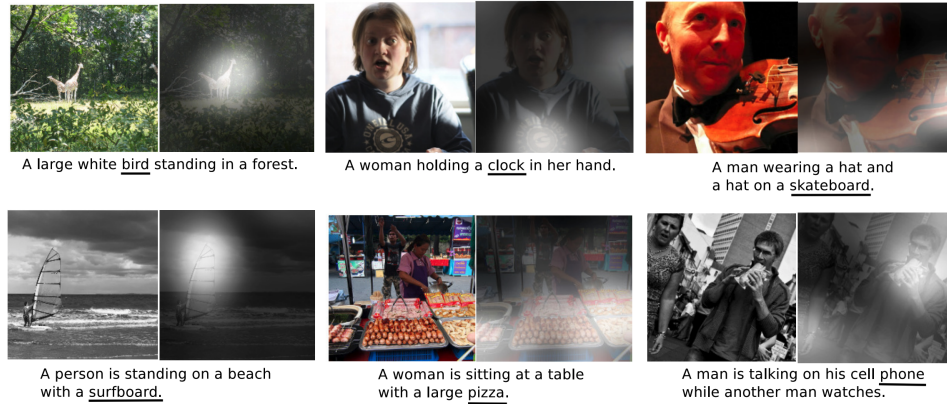 A large white bird standing in a forest.
A woman holding a clock in her hand.
A man wearing a hat and
a hat on a skateboard.
A person is standing on a beach
with a surfboard.
A woman is sitting at a table
with a large pizza.
A man is talking on his cell phone
while another man watches.